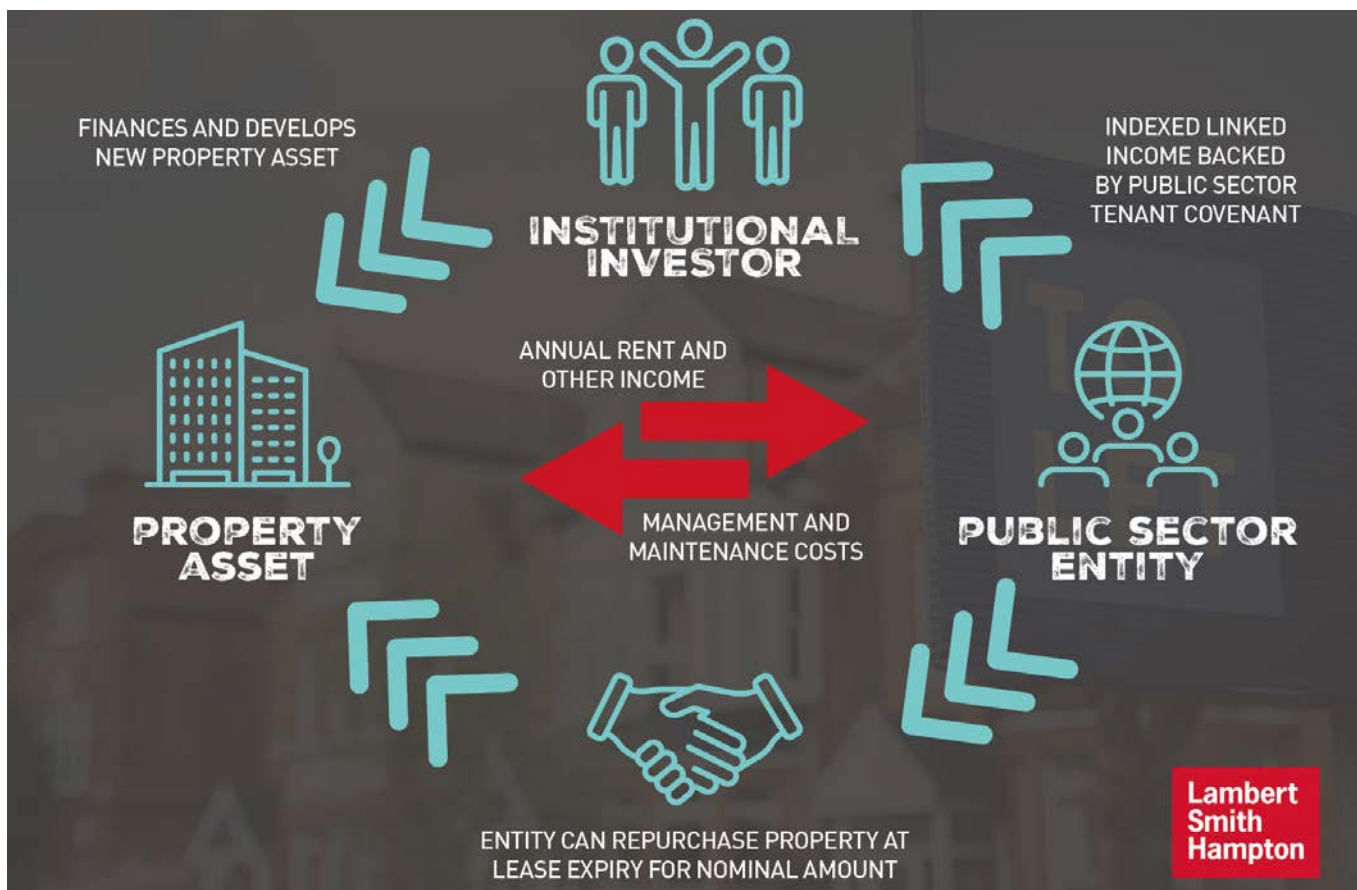 FINANCES AND DEVELOPS
NEW PROPERTY ASSET
INSTITUTIONAL
INVESTOR
INDEXED LINKED
INCOME BACKED
BY PUBLIC SECTOR
TENANT COVENANT
ANNUAL RENT AND
OTHER INCOME
PROPERTY
ASSET
MANAGEMENT AND
MAINTENANCE COSTS
TO
LET
PUBLIC SECTOR
ENTITY
ENTITY CAN REPURCHASE PROPERTY AT
LEASE EXPIRY FOR NOMINAL AMOUNT
Lambert
Smith
Hampton